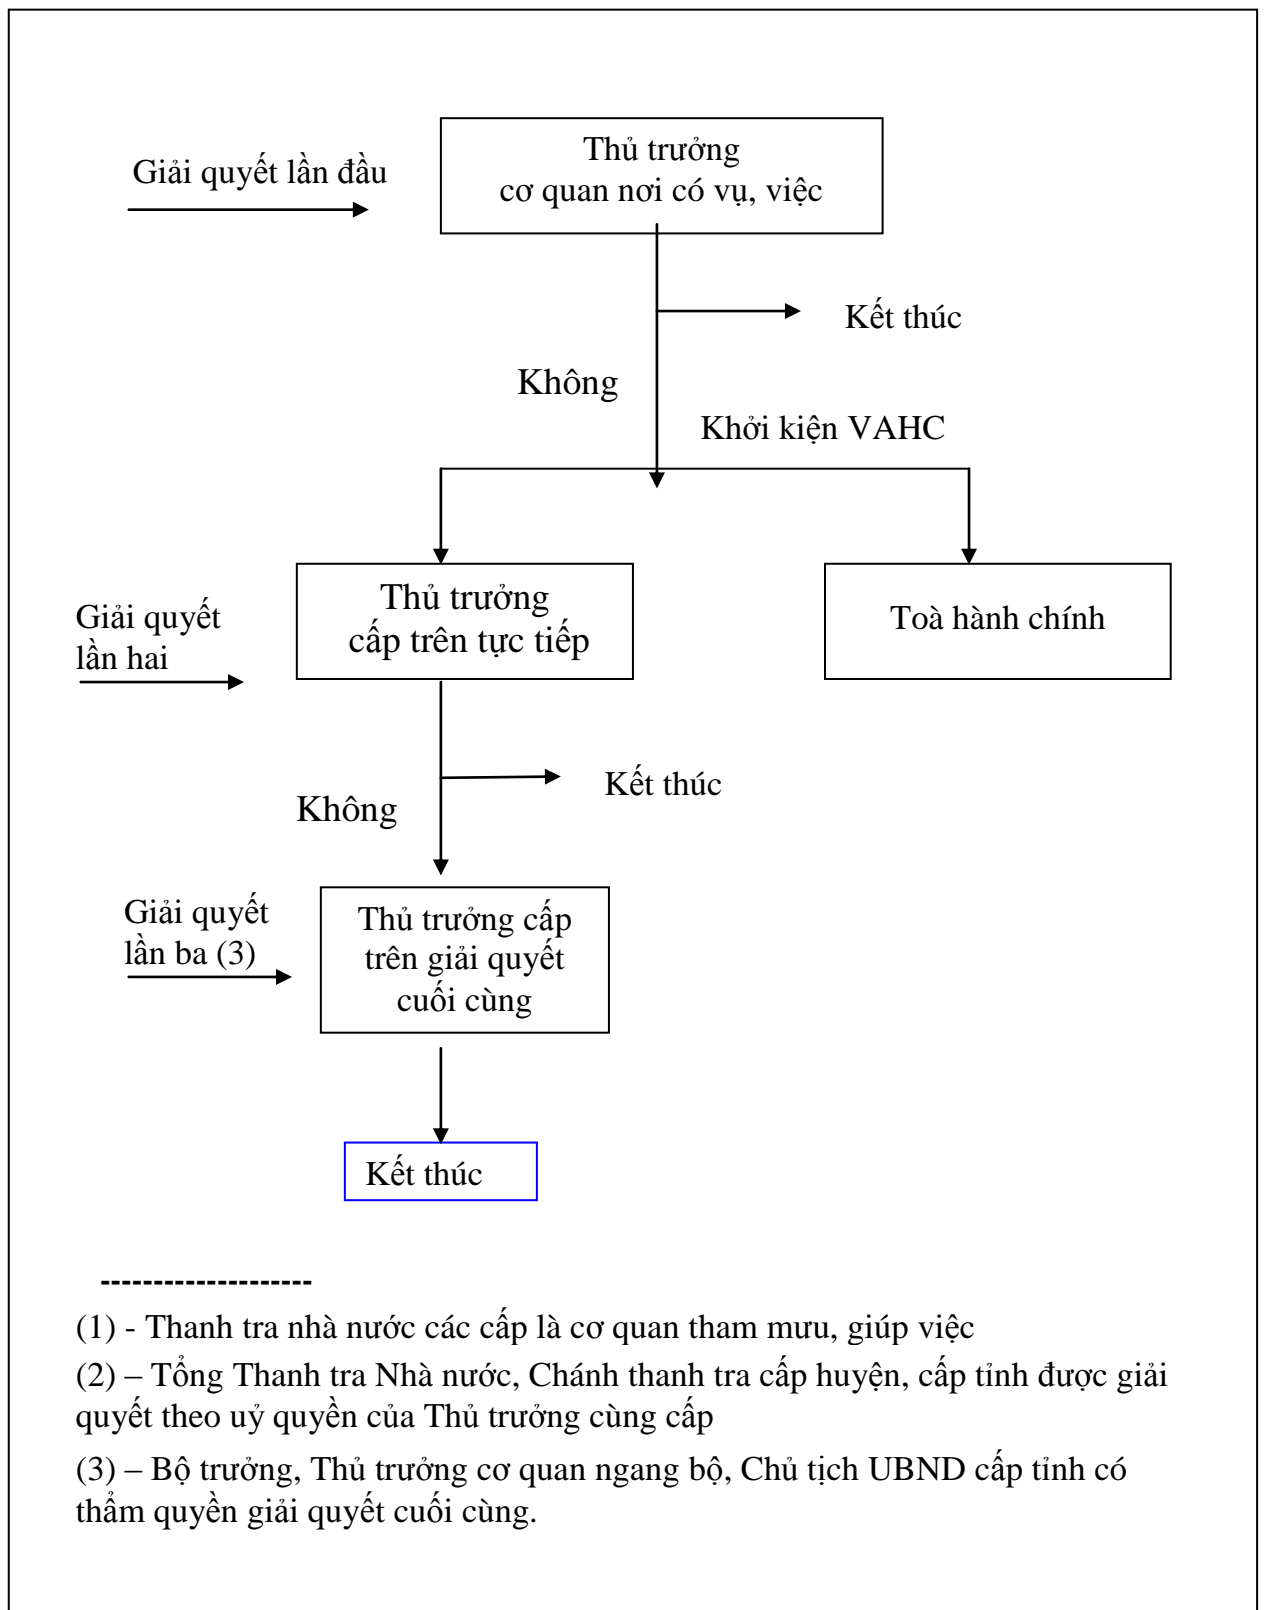 Thủ trưởng
cơ quan nơi có vụ, việc
Giải quyết lần đầu
Kết thúc
Không
Khởi kiện VAHC
Thủ trưởng
cấp trên tực tiếp
Toà hành chính
Giải quyết
lần hai
Kết thúc
Không
Giải quyết
lần ba (3)
Thủ trưởng cấp
trên giải quyết
cuối cùng
Kết thúc
--------------------
(1) - Thanh tra nhà nước các cấp là cơ quan tham mưu, giúp việc
(2) – Tổng Thanh tra Nhà nước, Chánh thanh tra cấp huyện, cấp tỉnh được giải
quyết theo uỷ quyền của Thủ trưởng cùng cấp
(3) – Bộ trưởng, Thủ trưởng cơ quan ngang bộ, Chủ tịch UBND cấp tỉnh có
thẩm quyền giải quyết cuối cùng.